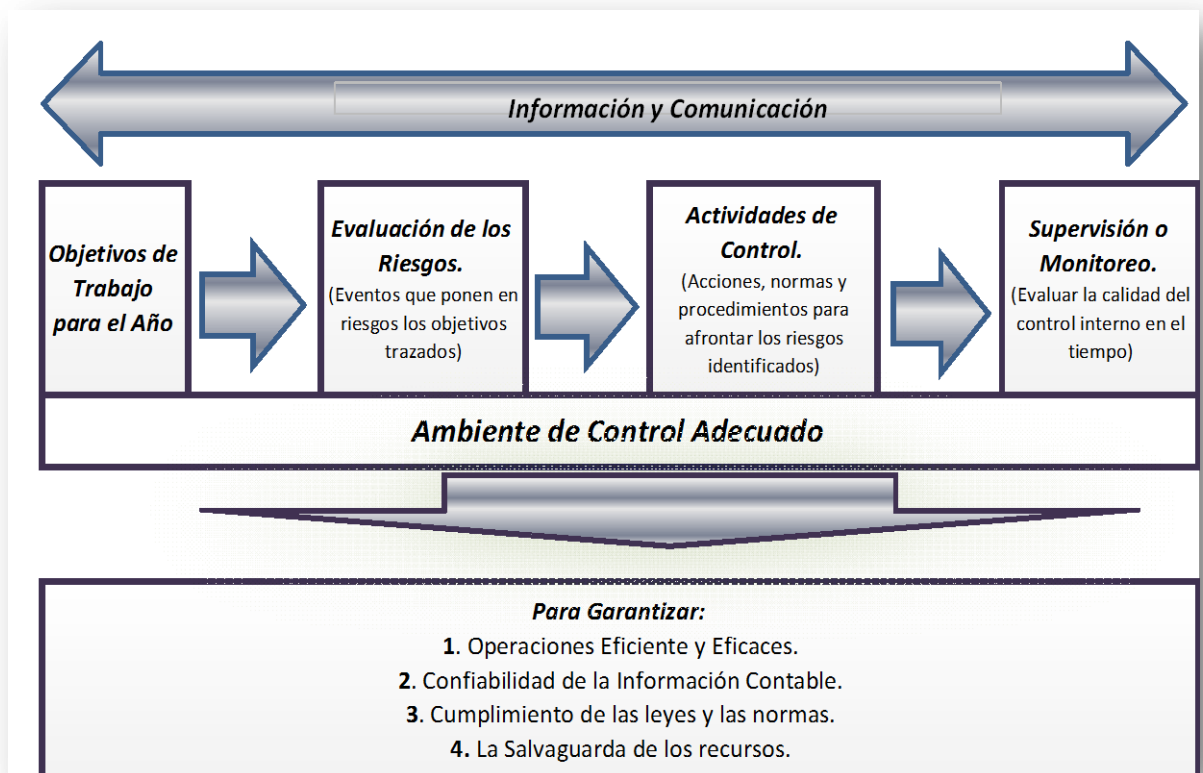 Información y Comunicación
Objetivos de
Trabajo
para el Año
Evaluación de los
Riesgos.
(Eventos que ponen en
riesgos los objetivos
trazados)
Actividades de
Control.
(Acciones, normas y
procedimientos para
afrontar los riesgos
identificados)
Supervisión o
Monitoreo.
(Evaluar la calidad del
control interno en el
tiempo)
Ambiente de Control Adecuado
Para Garantizar:
1. Operaciones Eficiente y Eficaces.
2. Confiabilidad de la Información Contable.
3. Cumplimiento de las leyes y las normas.
4. La Salvaguarda de los recursos.